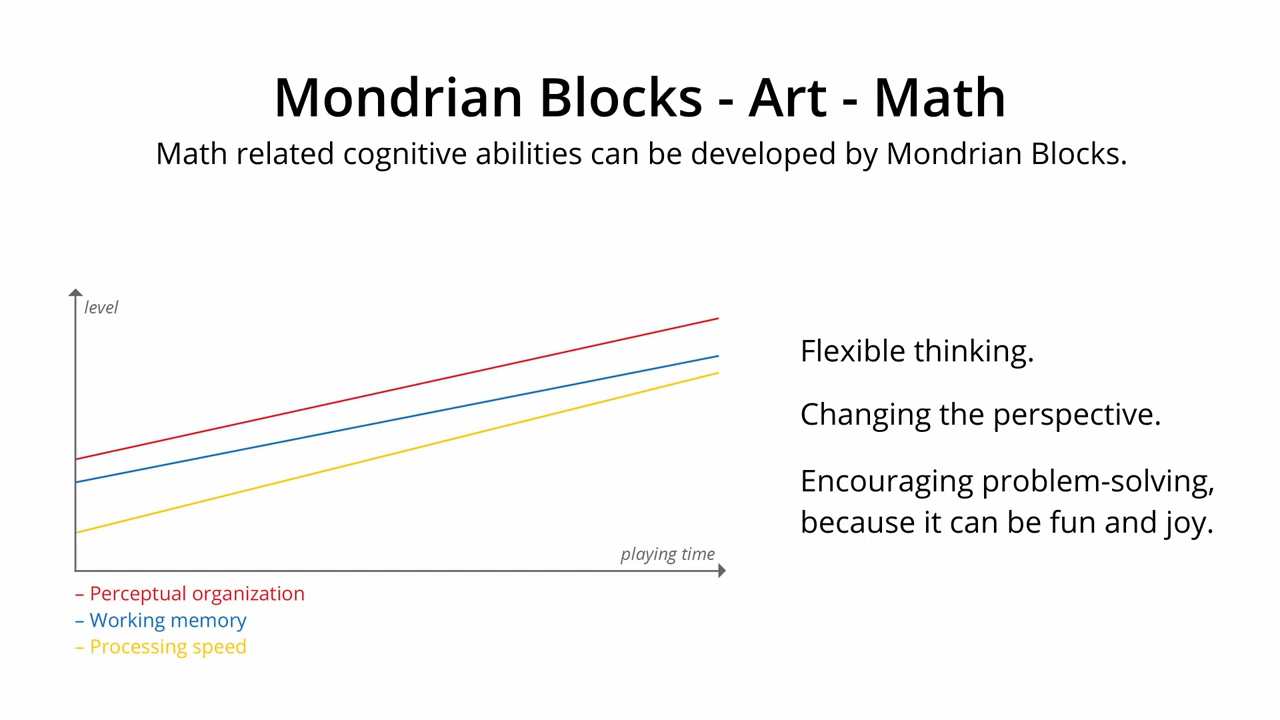 Mondrian Blocks - Art - Math
Math related cognitive abilities can be developed by Mondrian Blocks.
level
playing time
– Perceptual organization
– Working memory
– Processing speed
Flexible thinking.
Changing the perspective.
Encouraging problem-solving,
because it can be fun and joy.